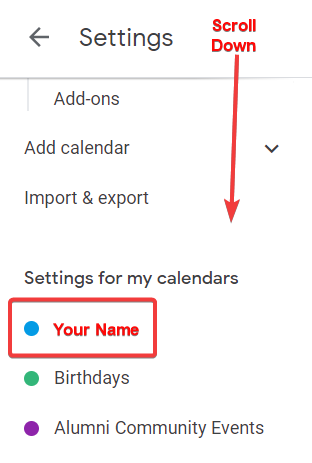 Settings
Scroll
Down
Add-ons
Add calendar
Import & export
Settings for my calendars
Your Name
Birthdays
Alumni Community Events